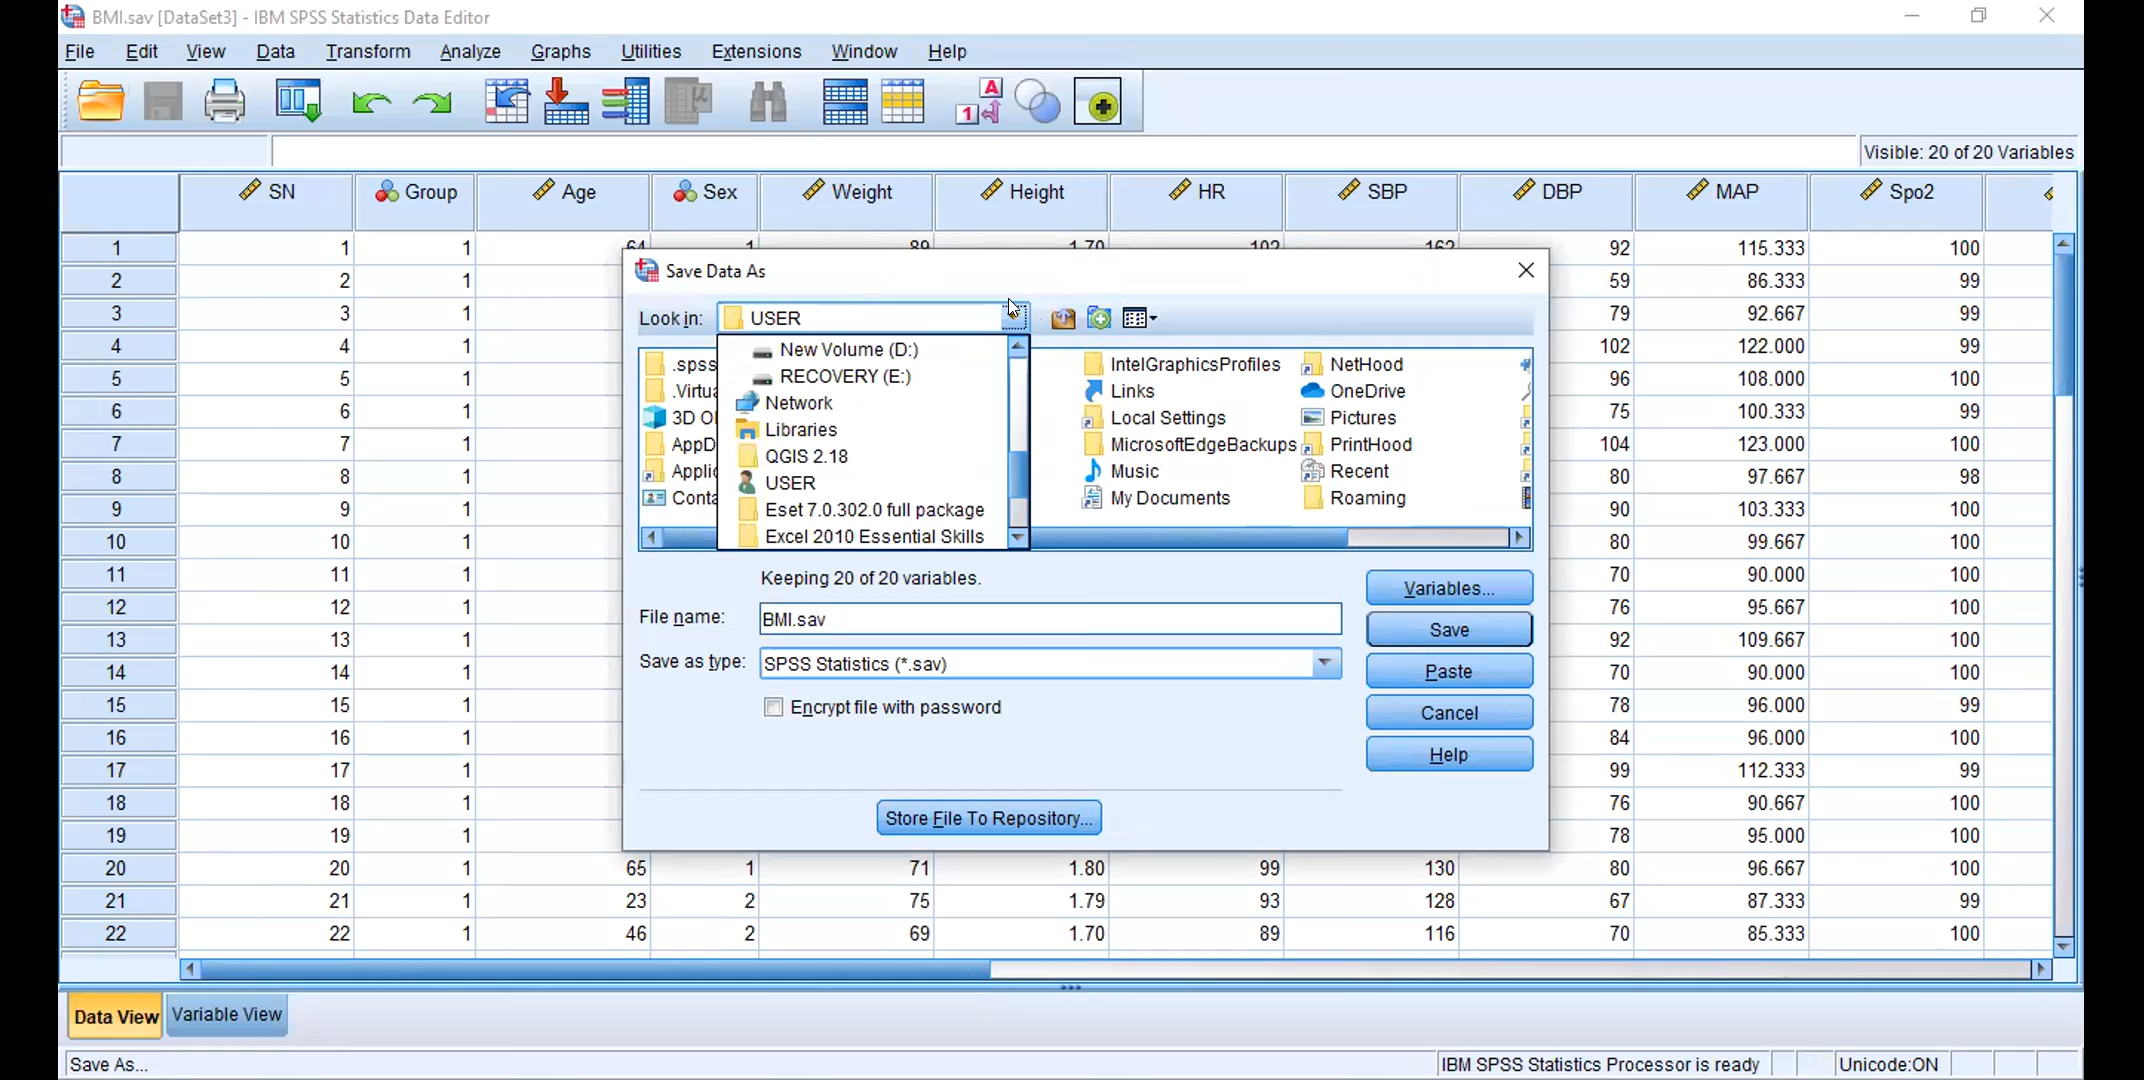 BMI.sav [DataSet3] - IBM SPSS Statistics Data Editor
File Edit View Data Transform Analyze Graphs Utilities Extensions Window Help
Visible: 20 of 20 Variables
SN Group Age Sex Weight Height HR SBP DBP MAP Spo2
1 1 1 64 1 89 1.70 102 162 92 115.333 100
2 2 1 59 86.333 99
3 3 1 79 92.667 99
4 4 1 102 122.000 99
5 5 1 96 108.000 100
6 6 1 75 100.333 99
7 7 1 104 123.000 100
8 8 1 80 97.667 98
9 9 1 90 103.333 100
10 10 1 80 99.667 100
11 11 1 70 90.000 100
12 12 1 76 95.667 100
13 13 1 92 109.667 100
14 14 1 70 90.000 100
15 15 1 78 96.000 99
16 16 1 84 96.000 100
17 17 1 99 112.333 99
18 18 1 76 90.667 100
19 19 1 78 95.000 100
20 20 1 65 1 71 1.80 99 130 80 96.667 100
21 21 1 23 2 75 1.79 93 128 67 87.333 99
22 22 1 46 2 69 1.70 89 116 70 85.333 100
Save Data As
Look in: USER
New Volume (D:)
RECOVERY (E:)
Network
Libraries
QGIS 2.18
USER
Eset 7.0.302.0 full package
Excel 2010 Essential Skills
.spss
.Virtua
3D O
AppD
Applic
Conta
IntelGraphicsProfiles
Links
Local Settings
MicrosoftEdgeBackups
Music
My Documents
NetHood
OneDrive
Pictures
PrintHood
Recent
Roaming
Keeping 20 of 20 variables.
File name: BMI.sav
Save as type: SPSS Statistics (*.sav)
Encrypt file with password
Variables...
Save
Paste
Cancel
Help
Store File To Repository...
Data View Variable View
Save As... IBM SPSS Statistics Processor is ready Unicode:ON